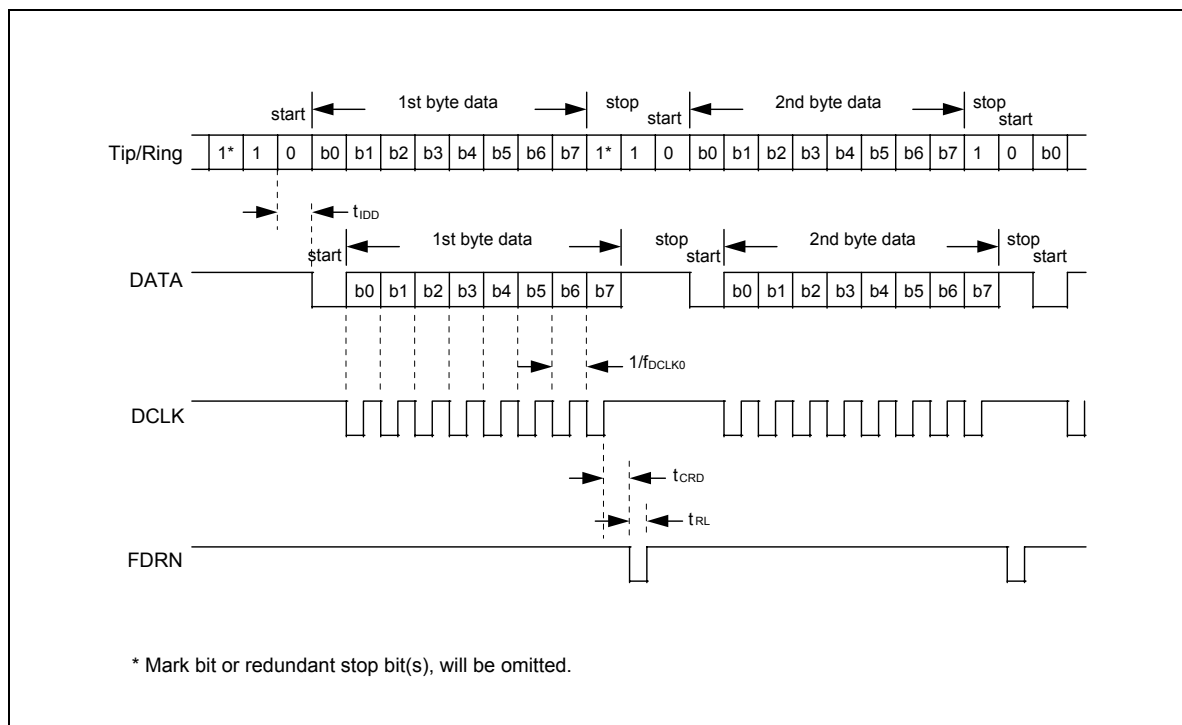 start 1st byte data stop start 2nd byte data stop start
Tip/Ring 1* 1 0 b0 b1 b2 b3 b4 b5 b6 b7 1* 1 0 b0 b1 b2 b3 b4 b5 b6 b7 1 0 b0
tIDD
start 1st byte data stop start 2nd byte data stop start
DATA b0 b1 b2 b3 b4 b5 b6 b7 b0 b1 b2 b3 b4 b5 b6 b7
1/fDCLK0
DCLK
tCRD
tRL
FDRN
* Mark bit or redundant stop bit(s), will be omitted.